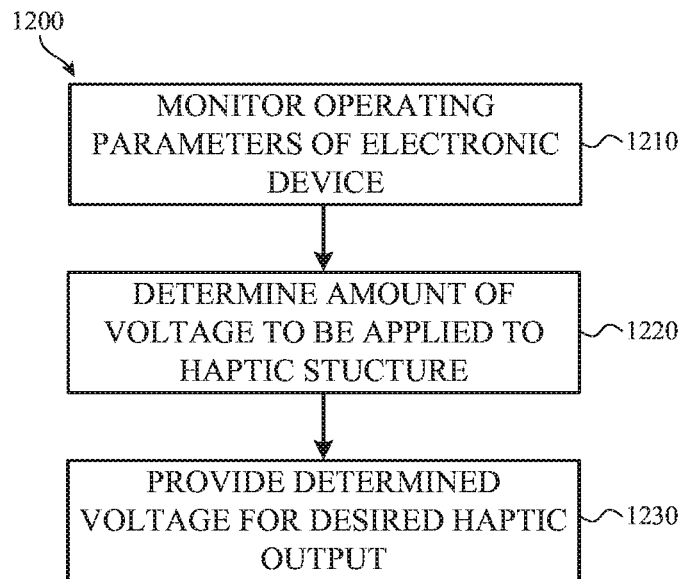 1200
MONITOR OPERATING
PARAMETERS OF ELECTRONIC
DEVICE
1210
DETERMINE AMOUNT OF
VOLTAGE TO BE APPLIED TO
HAPTIC STUCTURE
1220
PROVIDE DETERMINED
VOLTAGE FOR DESIRED HAPTIC
OUTPUT
1230